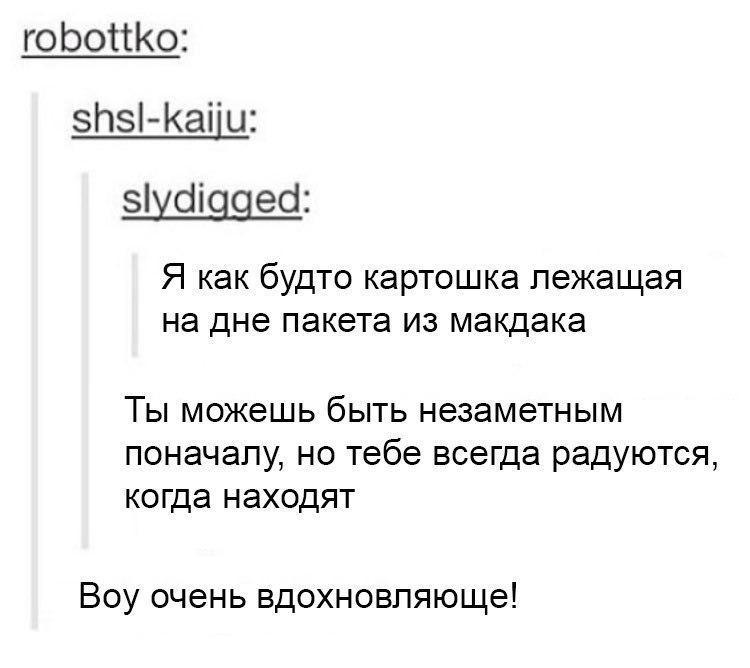 robottko:
shsl-kaiju:
slydigged:
Я как будто картошка лежащая
на дне пакета из макдака
Ты можешь быть незаметным
поначалу, но тебе всегда радуются,
когда находят
Воу очень вдохновляюще!